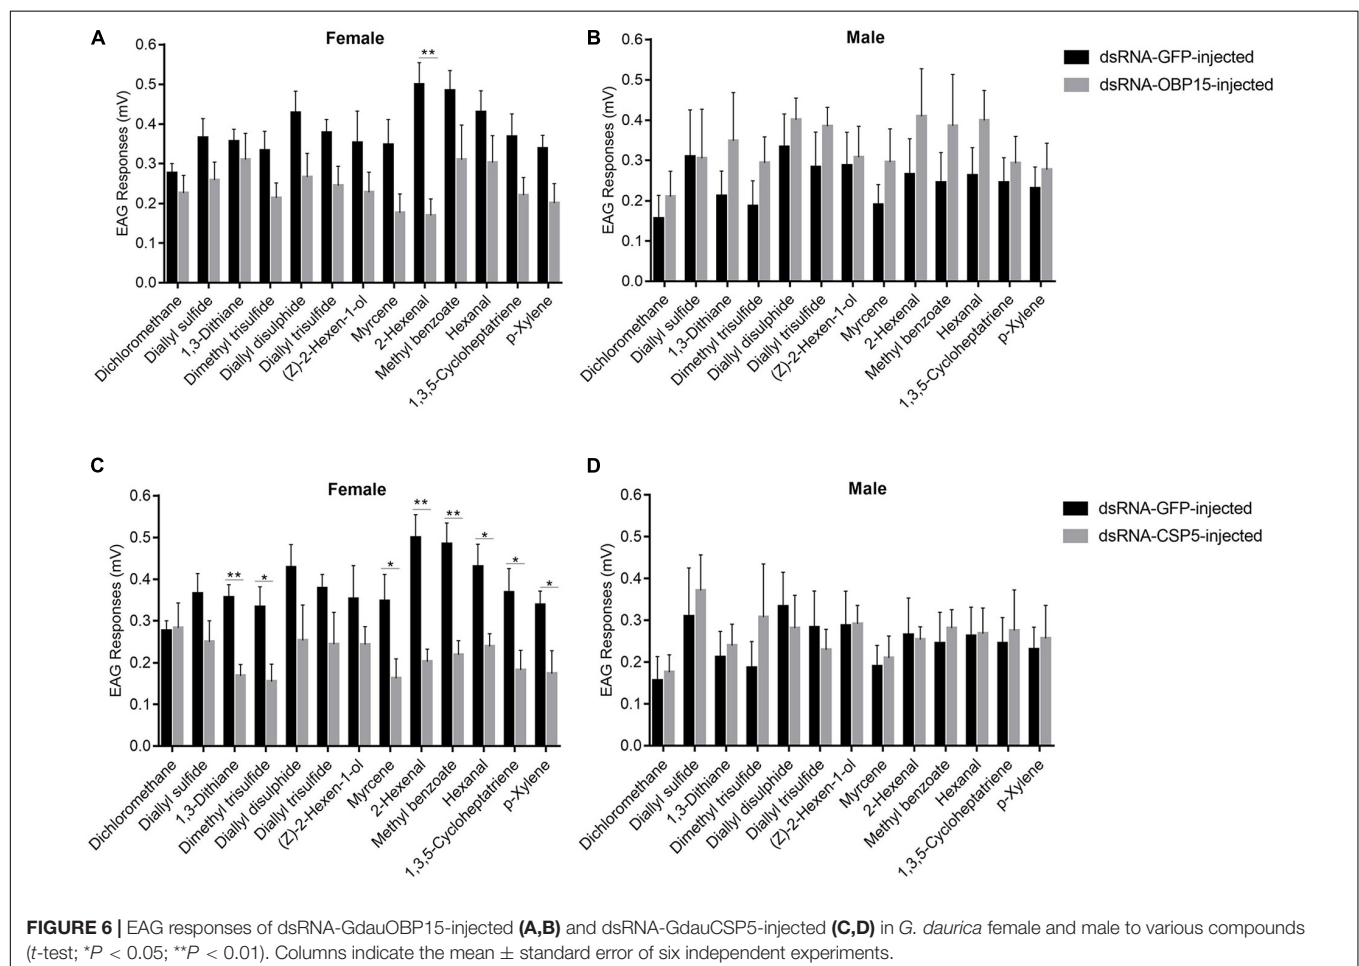 A
Female
0.6
0.5
0.4
0.3
0.2
0.1
0.0
EAG Responses (mV)
**
Dichloromethane
Diallyl sulfide
1,3-Dithiane
Dimethyl trisulfide
Diallyl disulphide
Diallyl trisulfide
(Z)-2-Hexen-1-ol
Myrcene
2-Hexenal
Methyl benzoate
Hexanal
1,3,5-Cycloheptatriene
p-Xylene
B
Male
0.6
0.5
0.4
0.3
0.2
0.1
0.0
EAG Responses (mV)
Dichloromethane
Diallyl sulfide
1,3-Dithiane
Dimethyl trisulfide
Diallyl disulphide
Diallyl trisulfide
(Z)-2-Hexen-1-ol
Myrcene
2-Hexenal
Methyl benzoate
Hexanal
1,3,5-Cycloheptatriene
p-Xylene
dsRNA-GFP-injected
dsRNA-OBP15-injected
C
Female
0.6
0.5
0.4
0.3
0.2
0.1
0.0
EAG Responses (mV)
** * * ** ** * * *
Dichloromethane
Diallyl sulfide
1,3-Dithiane
Dimethyl trisulfide
Diallyl disulphide
Diallyl trisulfide
(Z)-2-Hexen-1-ol
Myrcene
2-Hexenal
Methyl benzoate
Hexanal
1,3,5-Cycloheptatriene
p-Xylene
D
Male
0.6
0.5
0.4
0.3
0.2
0.1
0.0
EAG Responses (mV)
Dichloromethane
Diallyl sulfide
1,3-Dithiane
Dimethyl trisulfide
Diallyl disulphide
Diallyl trisulfide
(Z)-2-Hexen-1-ol
Myrcene
2-Hexenal
Methyl benzoate
Hexanal
1,3,5-Cycloheptatriene
p-Xylene
dsRNA-GFP-injected
dsRNA-CSP5-injected
FIGURE 6 | EAG responses of dsRNA-GdauOBP15-injected (A,B) and dsRNA-GdauCSP5-injected (C,D) in G. daurica female and male to various compounds
(t-test; *P < 0.05; **P < 0.01). Columns indicate the mean ± standard error of six independent experiments.